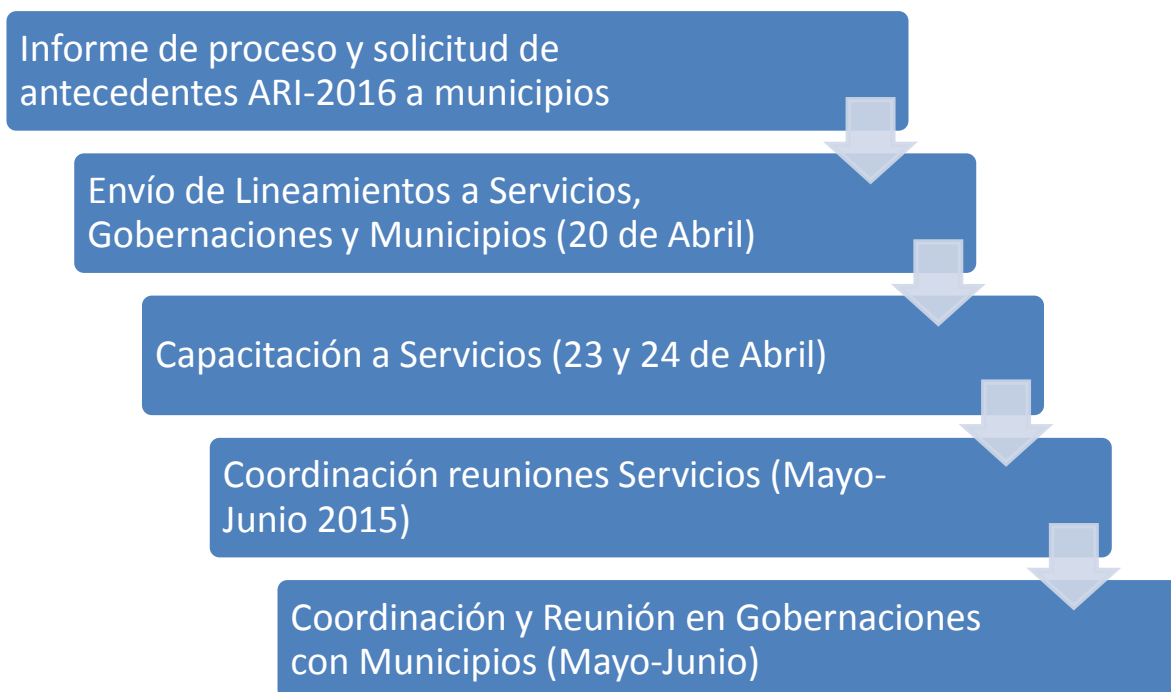 Informe de proceso y solicitud de
antecedentes ARI-2016 a municipios
Envío de Lineamientos a Servicios,
Gobernaciones y Municipios (20 de Abril)
Capacitación a Servicios (23 y 24 de Abril)
Coordinación reuniones Servicios (Mayo-
Junio 2015)
Coordinación y Reunión en Gobernaciones
con Municipios (Mayo-Junio)